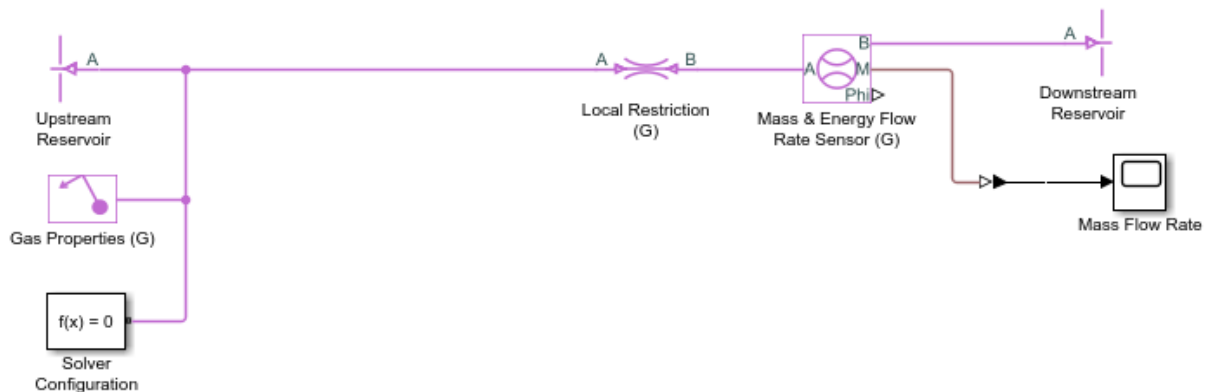 B
A
A
A
B
A
M
Phi
Upstream
Reservoir
Local Restriction
(G)
Mass & Energy Flow
Rate Sensor (G)
Downstream
Reservoir
Gas Properties (G)
Mass Flow Rate
f(x) = 0
Solver
Configuration